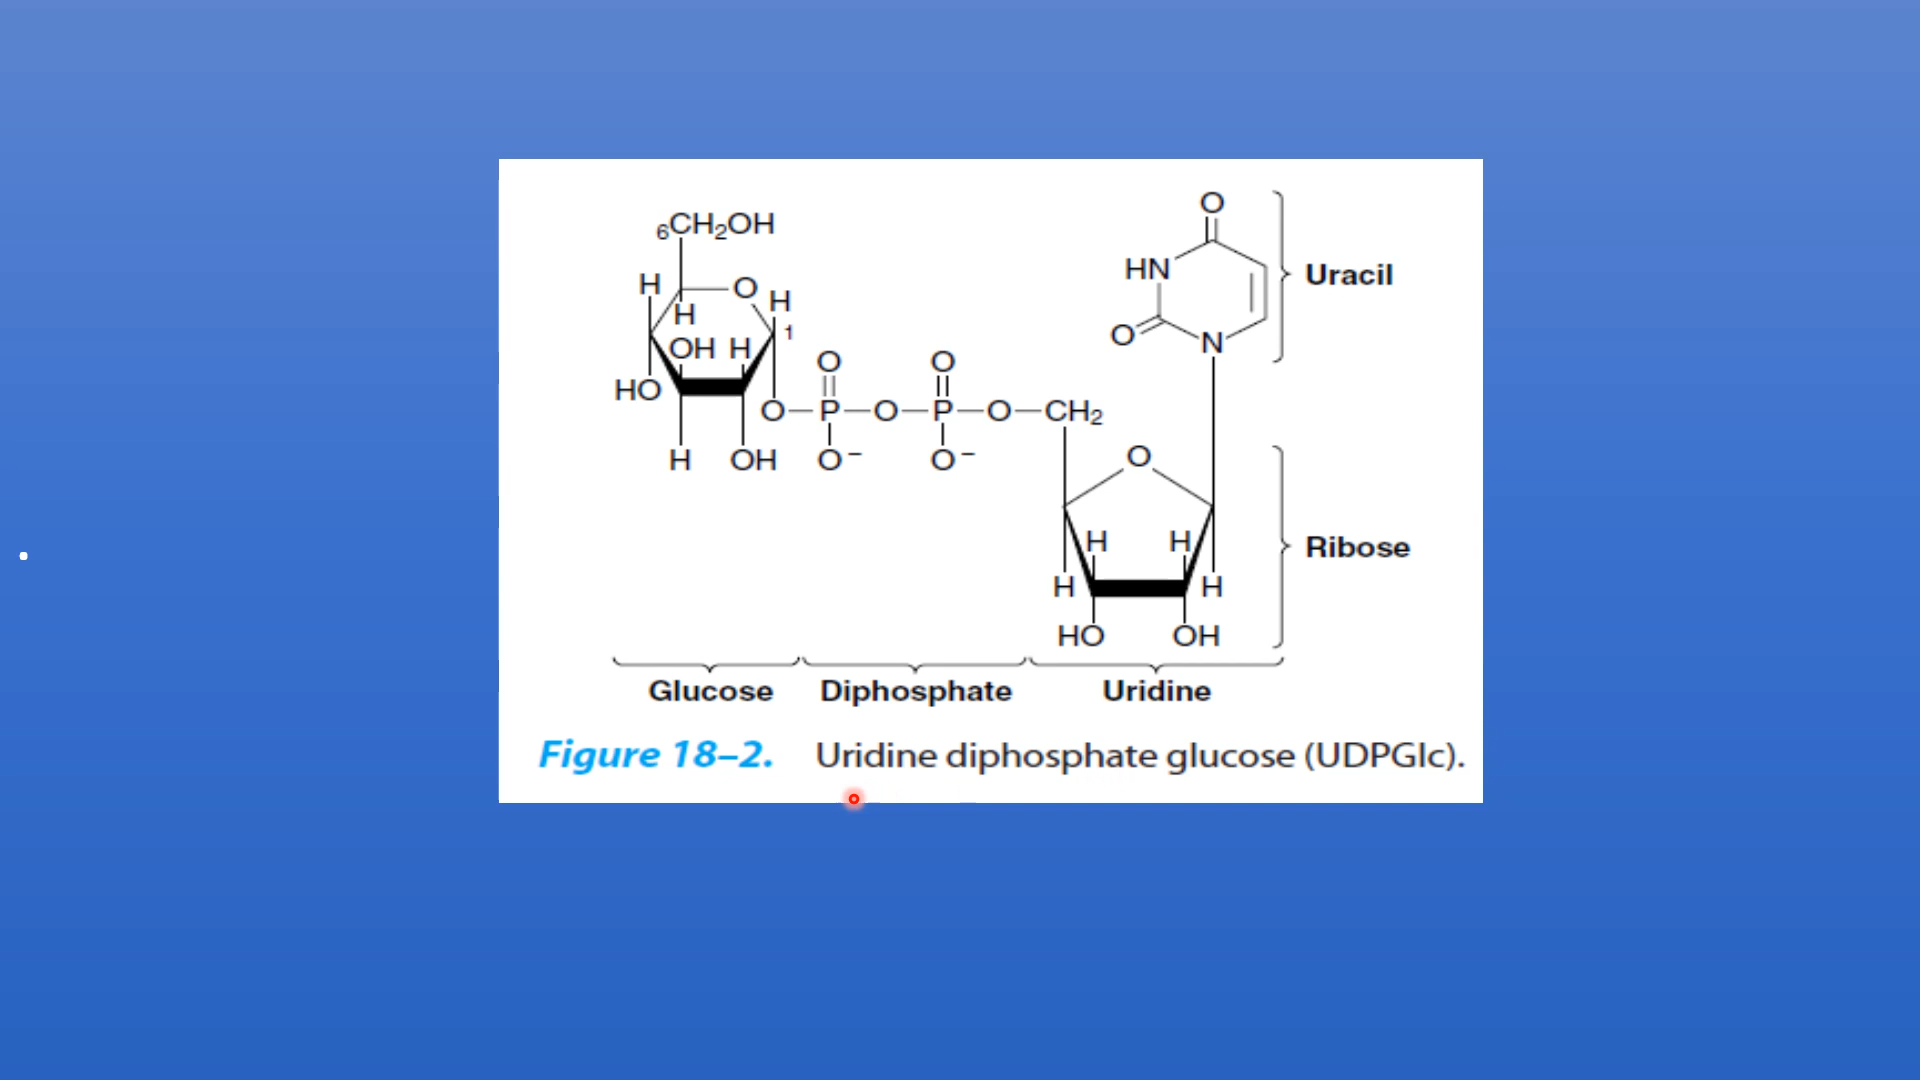 O
6CH2OH
HN
Uracil
H
O
H
H
1
O
N
OH H
O
O
HO
O–P–O–P–O–CH2
H
OH
O–
O–
O
H
H
Ribose
H
H
HO
OH
Glucose
Diphosphate
Uridine
Figure 18–2. Uridine diphosphate glucose (UDPGlc).